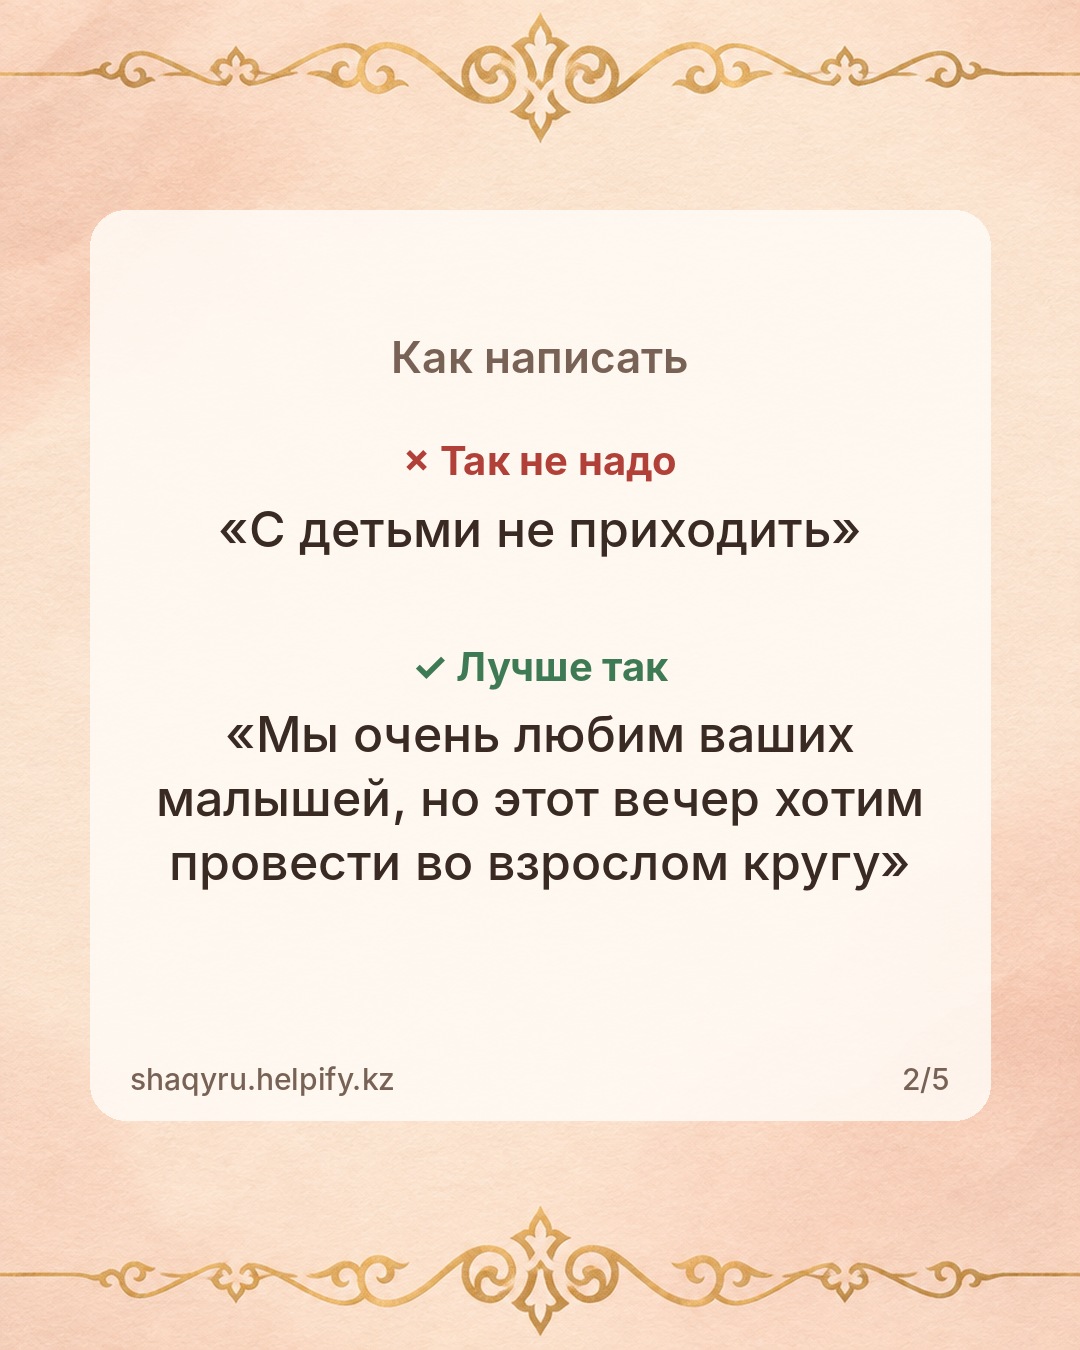 Как написать
× Так не надо
«С детьми не приходить»
✓ Лучше так
«Мы очень любим ваших
малышей, но этот вечер хотим
провести во взрослом кругу»
shaqyru.helpify.kz
2/5